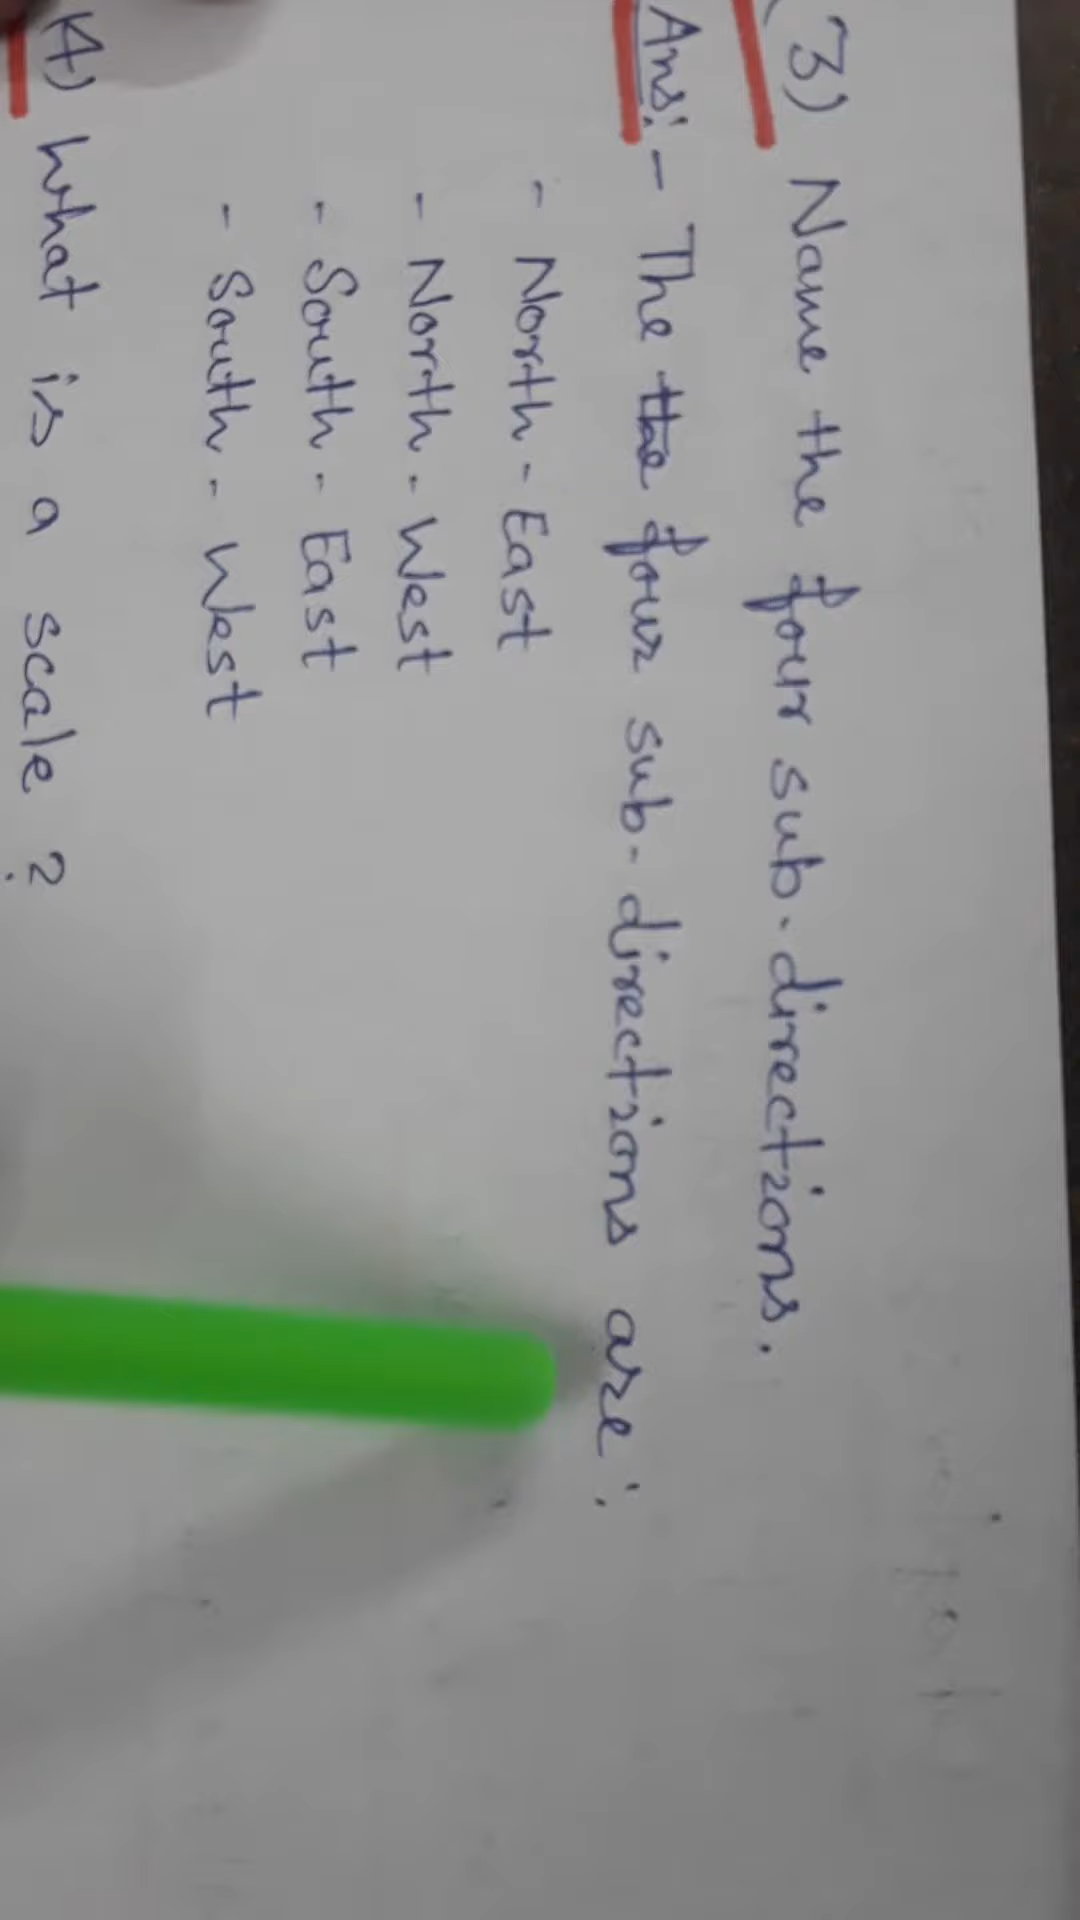 3) Name the four sub-directions.
Ans:- The the four sub-directions are:
- North-East
- North-West
- South-East
- South-West
4) What is a scale?